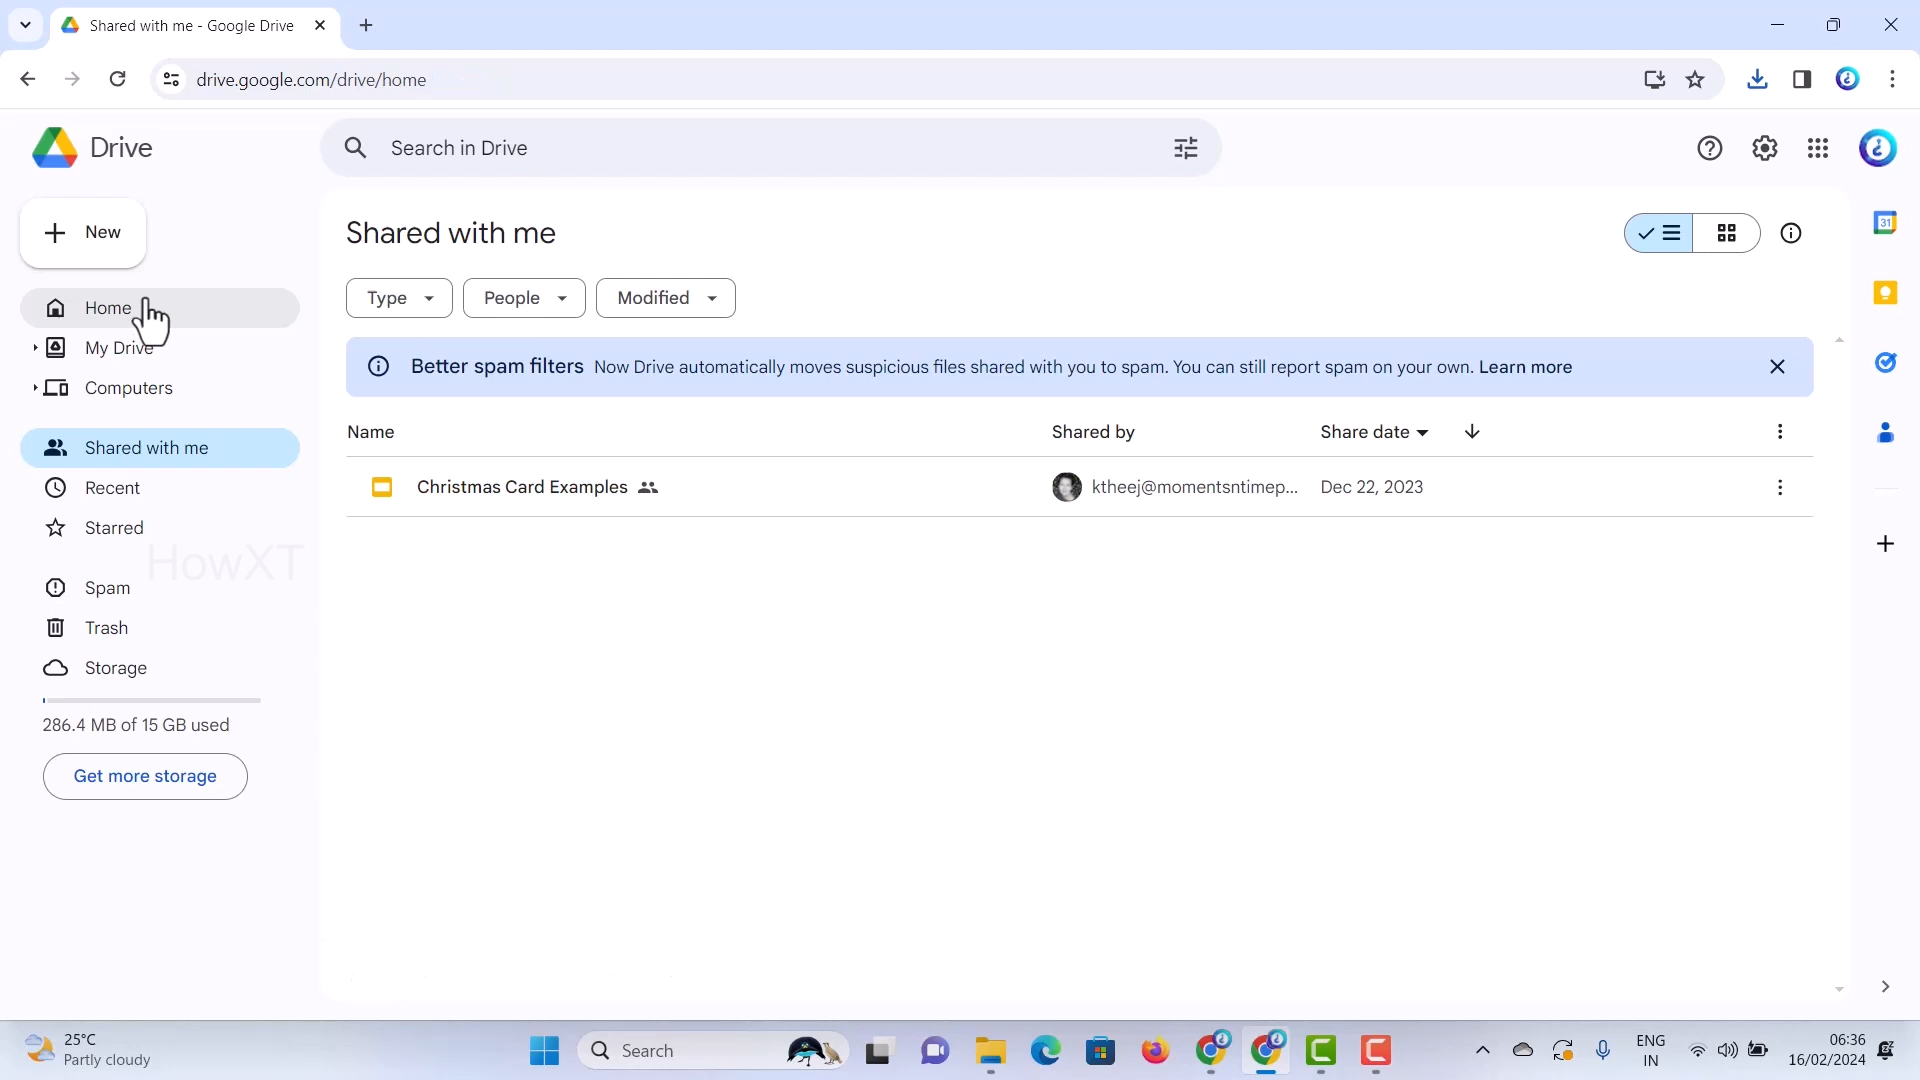 Shared with me - Google Drive
drive.google.com/drive/home
Drive
Search in Drive
New
Shared with me
Type
People
Modified
Home
My Drive
Computers
Shared with me
Recent
Starred
HowXT
Spam
Trash
Storage
286.4 MB of 15 GB used
Get more storage
Better spam filters Now Drive automatically moves suspicious files shared with you to spam. You can still report spam on your own. Learn more
Name Shared by Share date
Christmas Card Examples ktheej@momentsntimep... Dec 22, 2023
31
25°C
Partly cloudy
Search
ENG
IN
06:36
16/02/2024